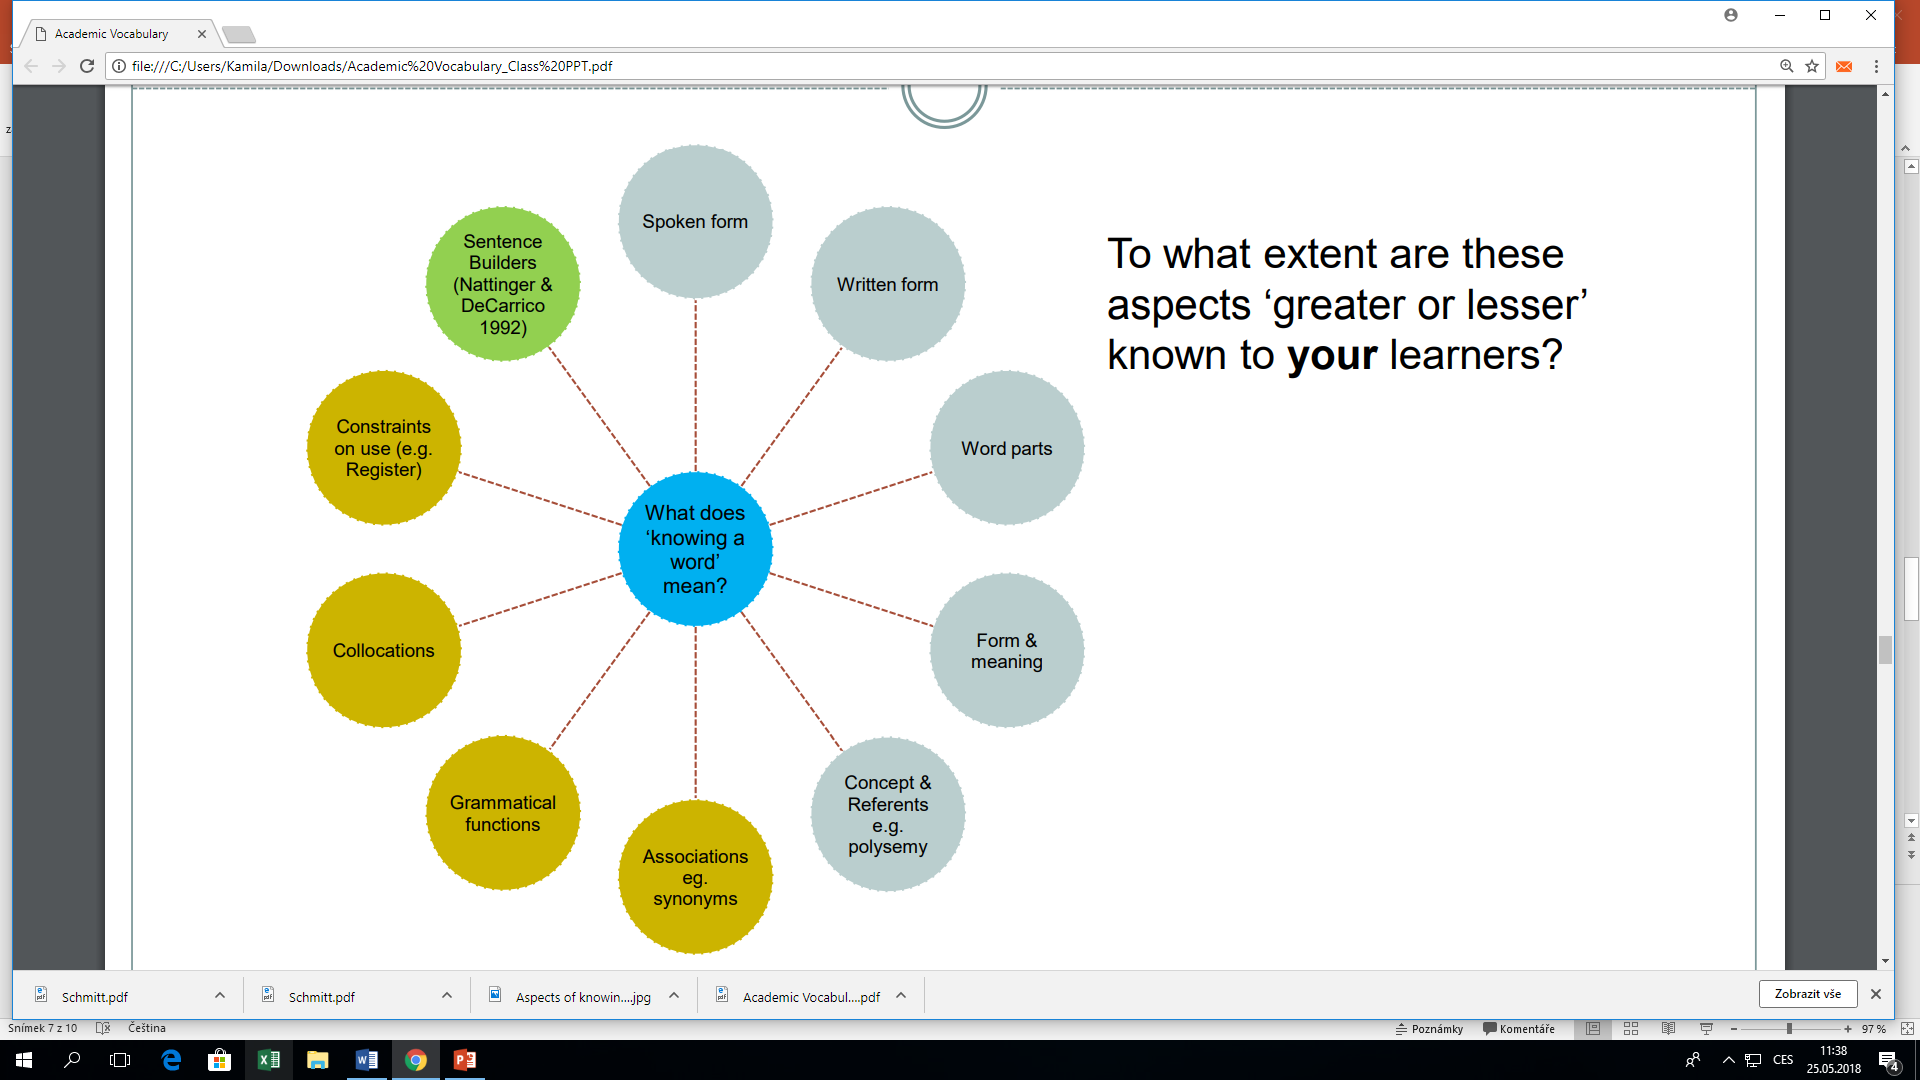 Academic Vocabulary
file:///C:/Users/Kamila/Downloads/Academic%20Vocabulary_Class%20PPT.pdf
Spoken form
Written form
Word parts
Form &
meaning
Concept &
Referents
e.g.
polysemy
Associations
eg.
synonyms
Grammatical
functions
Collocations
Constraints
on use (e.g.
Register)
Sentence
Builders
(Nattinger &
DeCarrico
1992)
What does
‘knowing a
word’
mean?
To what extent are these
aspects ‘greater or lesser’
known to your learners?
Schmitt.pdf
Schmitt.pdf
Aspects of knowin....jpg
Academic Vocabul....pdf
Zobrazit vše
Snímek 7 z 10
Čeština
Poznámky
Komentáře
97 %
CES
11:38
25.05.2018
4